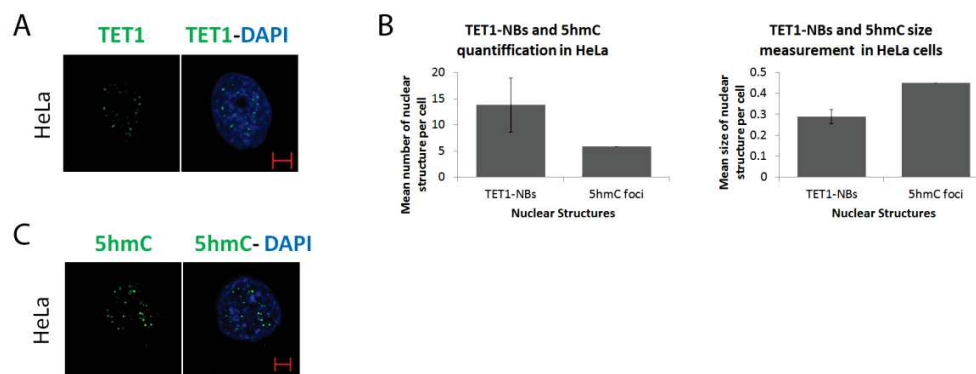 A
TET1 TET1-DAPI
HeLa
B
TET1-NBs and 5hmC
quantiffication in HeLa
Mean number of nuclear
structure per cell
20
15
10
5
0
TET1-NBs 5hmC foci
Nuclear Structures
TET1-NBs and 5hmC size
measurement in HeLa cells
Mean size of nuclear
structure per cell
0.5
0.4
0.3
0.2
0.1
0
TET1-NBs 5hmC foci
Nuclear Structures
C
5hmC 5hmC- DAPI
HeLa